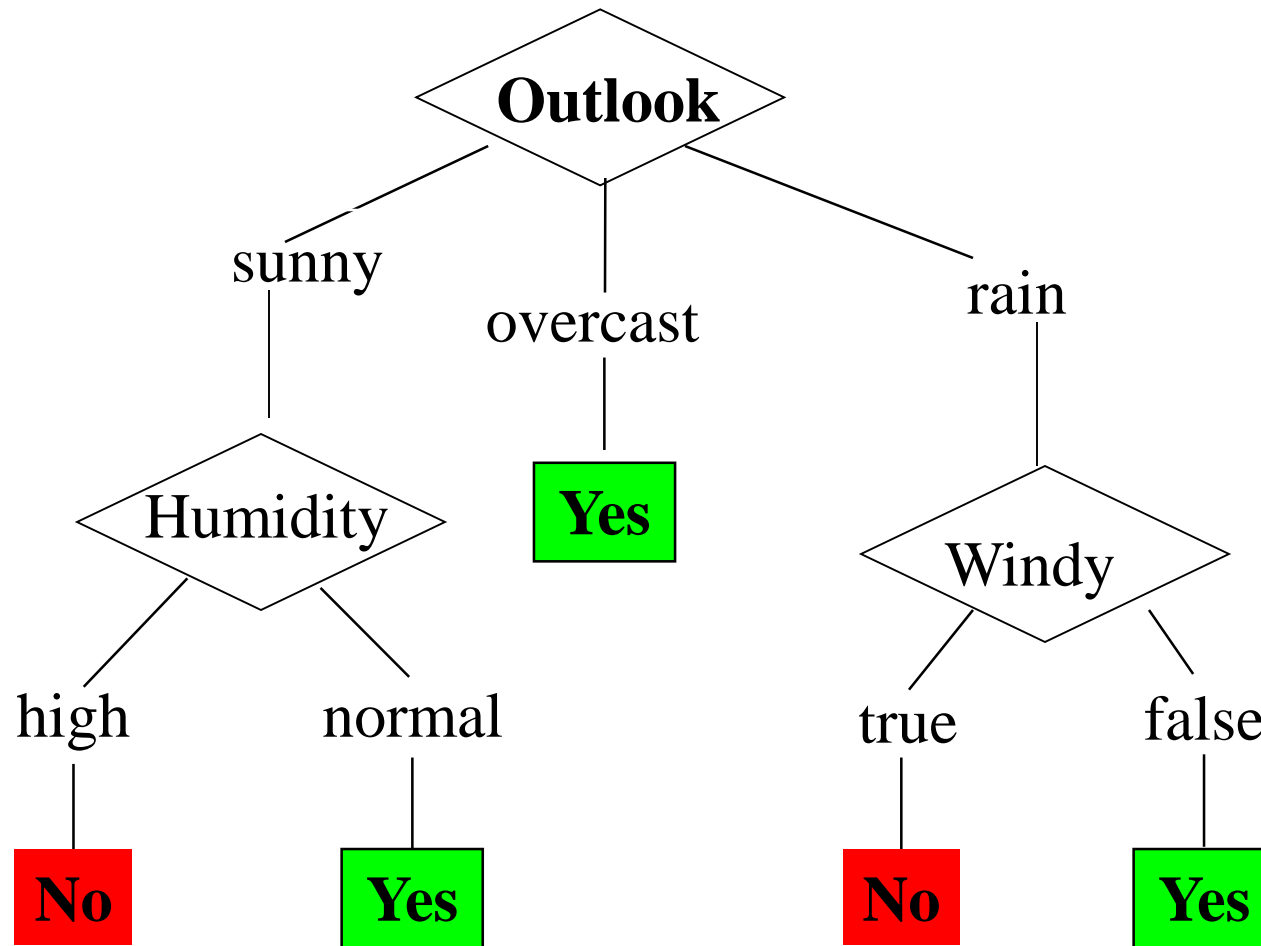 Outlook
sunny
overcast
rain
Humidity
Yes
Windy
high
normal
true
false
No
Yes
No
Yes